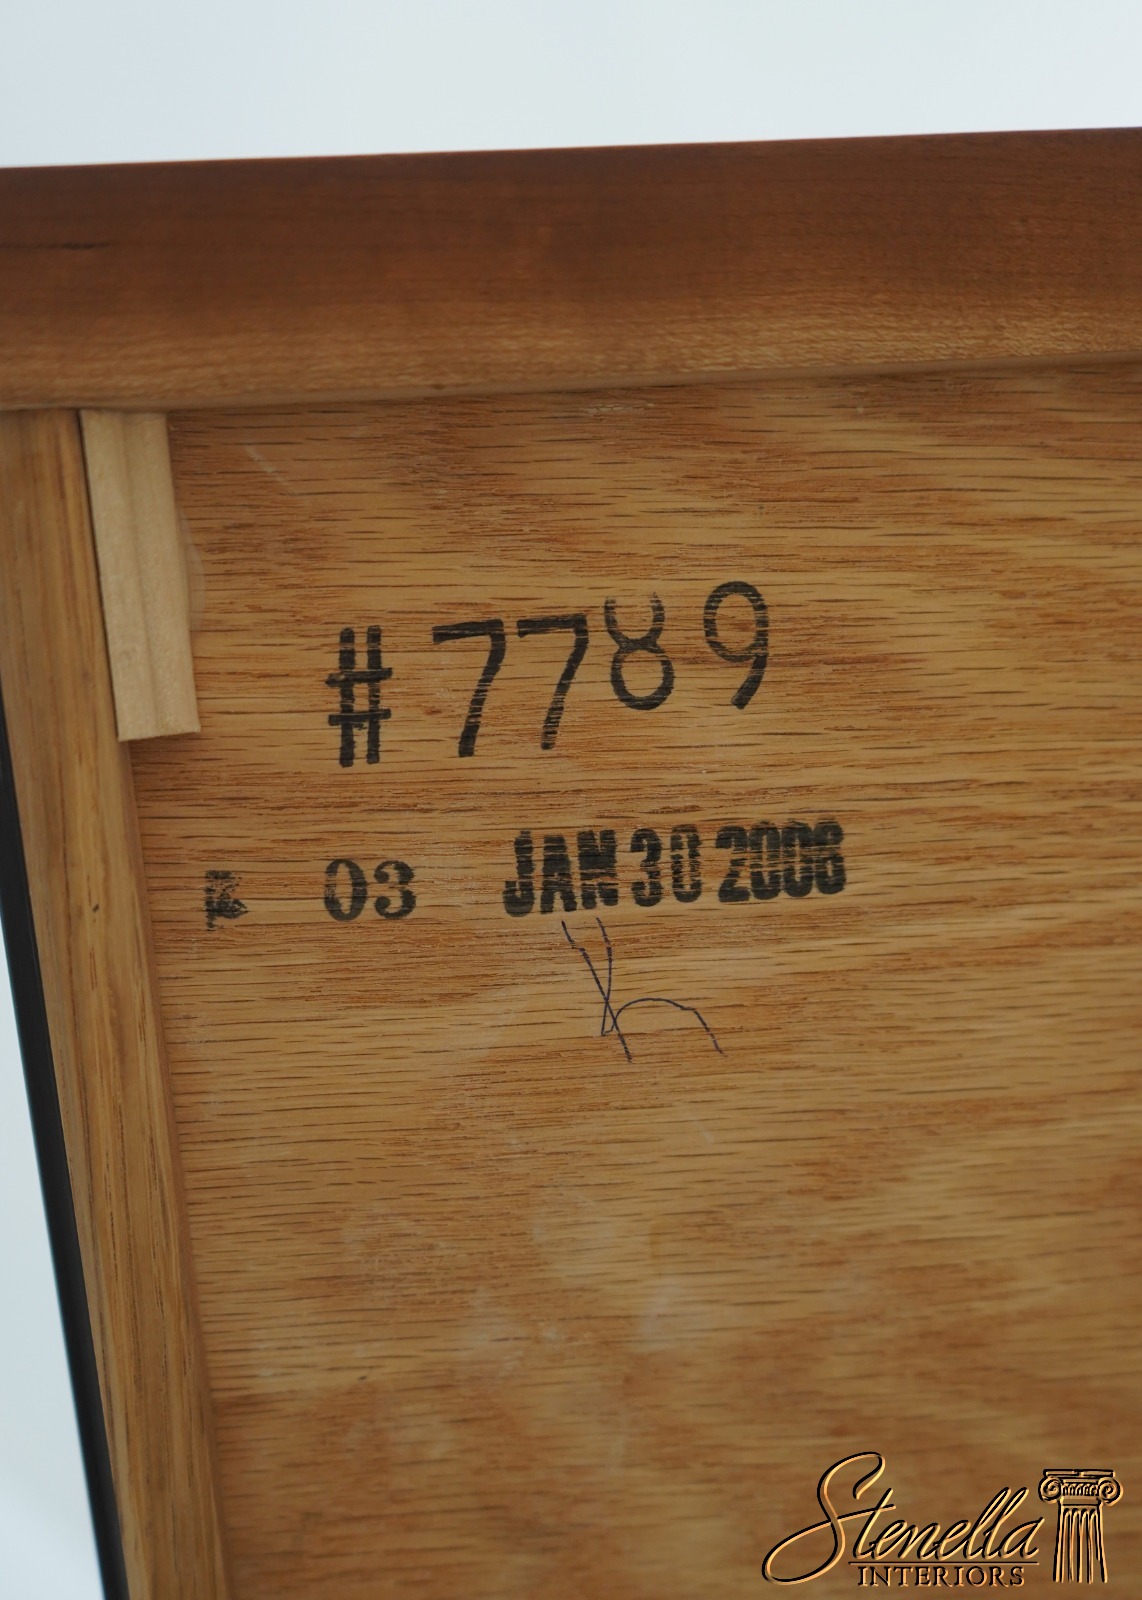 #7789
R 03 JAN 30 2008
Stenella
INTERIORS